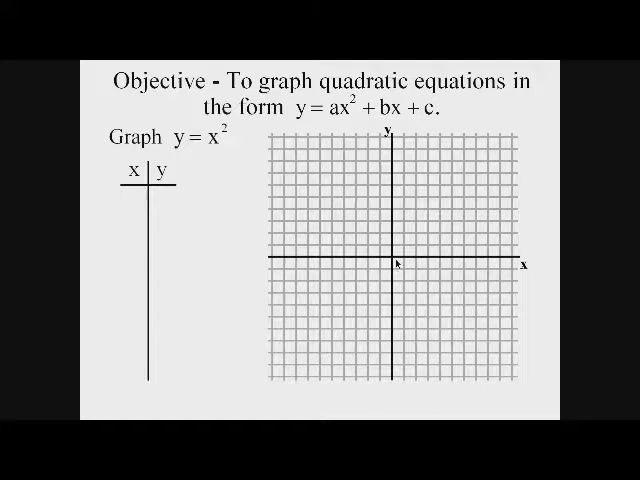 Objective - To graph quadratic equations in
the form y = ax² + bx + c.
Graph y = x²
x y
y
x